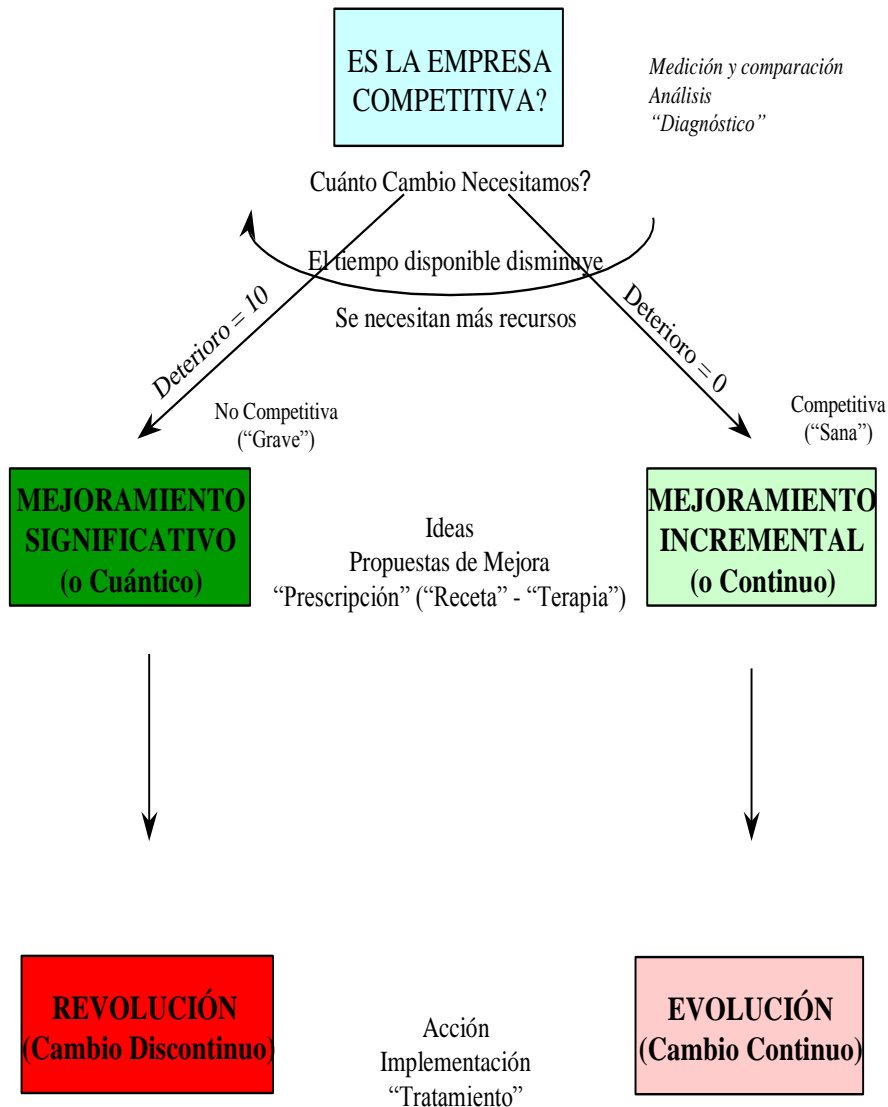 ES LA EMPRESA
COMPETITIVA?
Medición y comparación
Análisis
“Diagnóstico”
Cuánto Cambio Necesitamos?
El tiempo disponible disminuye
Se necesitan más recursos
Deterioro = 10
Deterioro = 0
No Competitiva
(“Grave”)
Competitiva
(“Sana”)
MEJORAMIENTO
SIGNIFICATIVO
(o Cuántico)
Ideas
Propuestas de Mejora
“Prescripción” (“Receta” - “Terapia”)
MEJORAMIENTO
INCREMENTAL
(o Continuo)
REVOLUCIÓN
(Cambio Discontinuo)
Acción
Implementación
“Tratamiento”
EVOLUCIÓN
(Cambio Continuo)